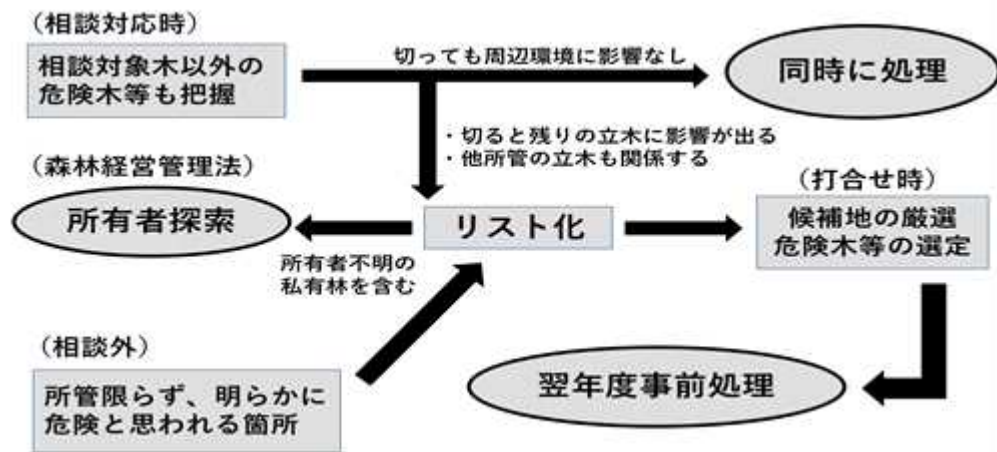 （相談対応時）
相談対象木以外の
危険木等も把握
切っても周辺環境に影響なし
同時に処理
・切ると残りの立木に影響が出る
・他所管の立木も関係する
（森林経営管理法）
所有者探索
リスト化
（打合せ時）
候補地の厳選
危険木等の選定
所有者不明の
私有林を含む
（相談外）
所管限らず、明らかに
危険と思われる箇所
翌年度事前処理